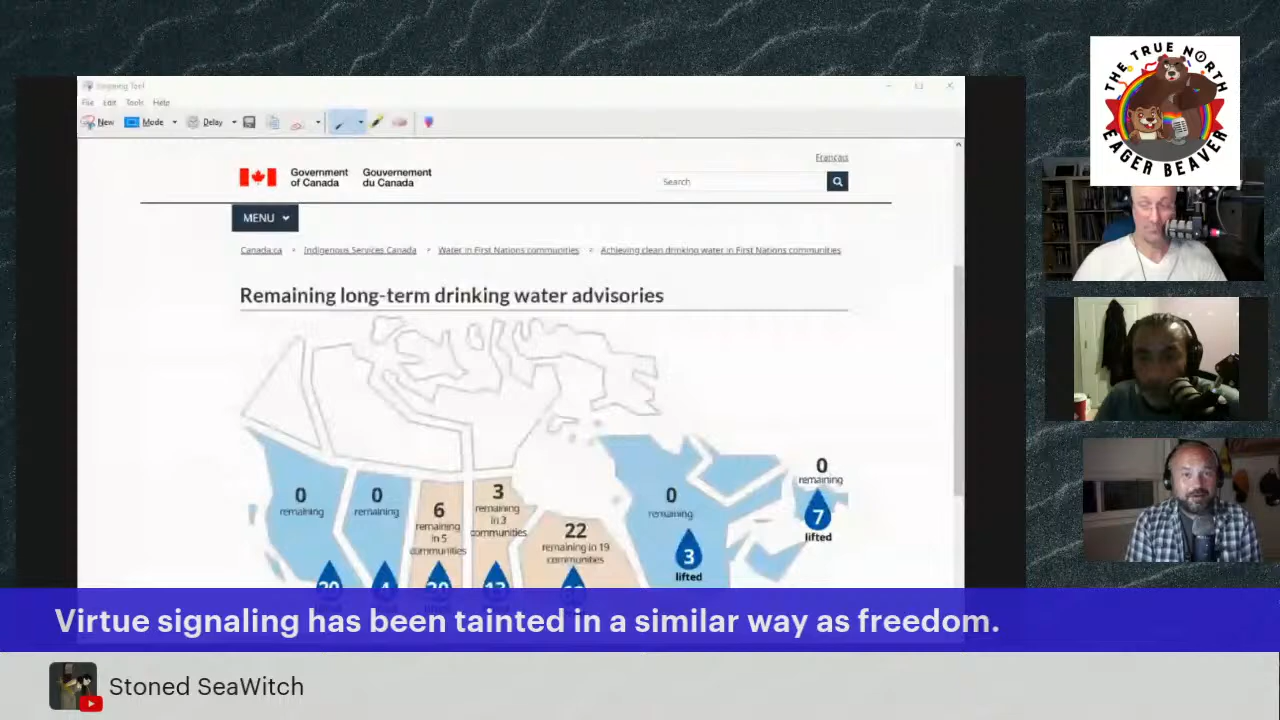 THE TRUE NORTH
EAGER BEAVER
Snipping Tool
File Edit Tools Help
New Mode Delay
Français
Government
of Canada
Gouvernement
du Canada
Search
MENU
Canada.ca
Indigenous Services Canada
Water in First Nations communities
Achieving clean drinking water in First Nations communities
Remaining long-term drinking water advisories
0
remaining
0
remaining
6
remaining
in 5
communities
3
remaining
in 3
communities
22
remaining in 19
communities
0
remaining
3
lifted
0
remaining
7
lifted
Virtue signaling has been tainted in a similar way as freedom.
Stoned SeaWitch